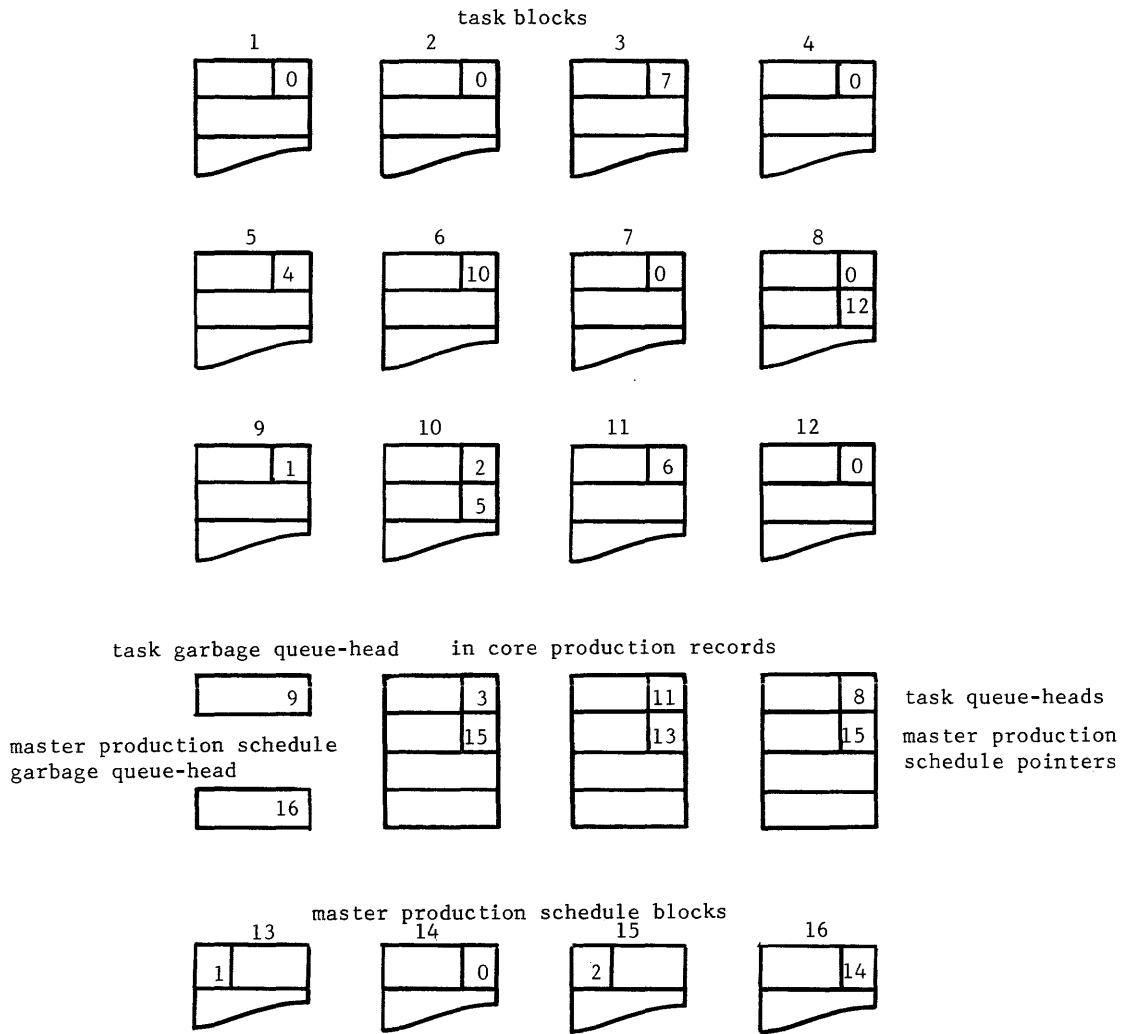 task blocks
1 2 3 4
0 0 7 0
5 6 7 8
4 10 0 0
12
9 10 11 12
1 2 6 0
5
task garbage queue-head in core production records
9 3 11 8 task queue-heads
15 13 15 master production
master production schedule schedule pointers
garbage queue-head
16
master production schedule blocks
13 14 15 16
1 0 2 14